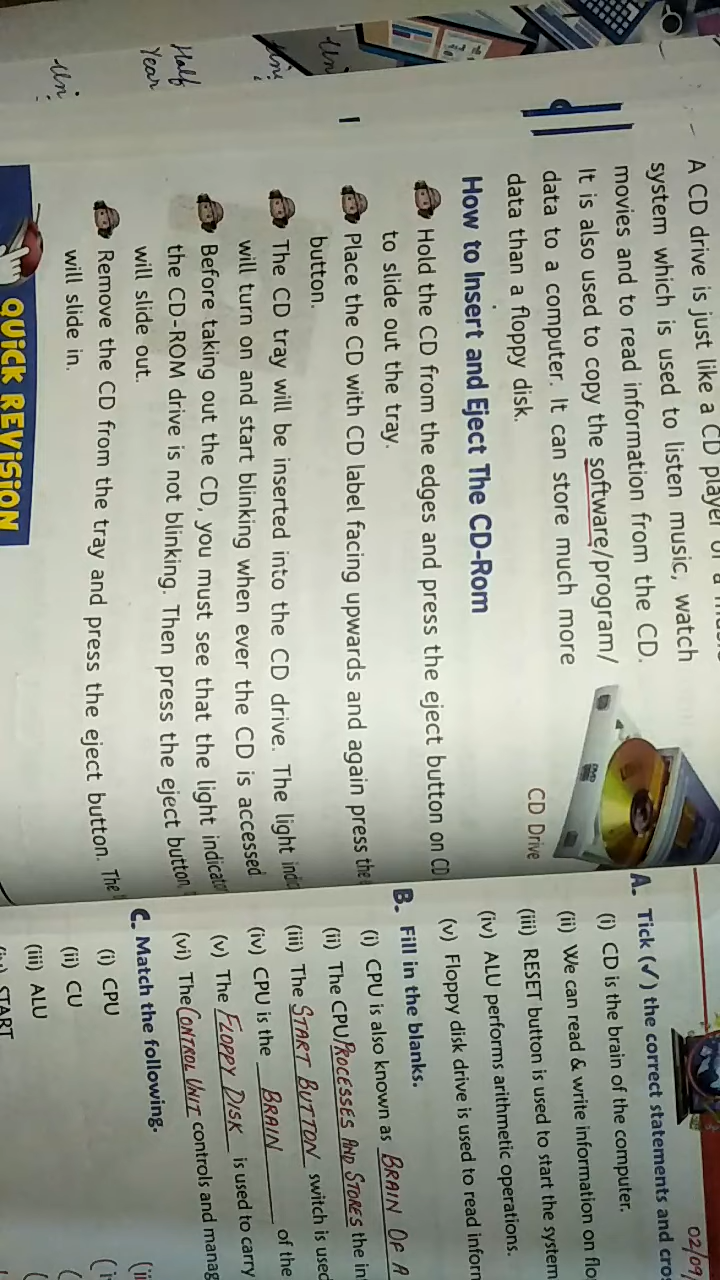 A CD drive is just like a CD player or a
system which is used to listen music, watch
movies and to read information from the CD.
It is also used to copy the software/program/
data to a computer. It can store much more
data than a floppy disk.
CD Drive
How to Insert and Eject The CD-Rom
Hold the CD from the edges and press the eject button on CD
to slide out the tray.
Place the CD with CD label facing upwards and again press the
button.
The CD tray will be inserted into the CD drive. The light
will turn on and start blinking when ever the CD is accessed
Before taking out the CD, you must see that the light indicator
the CD-ROM drive is not blinking. Then press the eject button
will slide out.
Remove the CD from the tray and press the eject button. The
will slide in.
QUICK REVISION
Half
Year
02/09
A. Tick (✓) the correct statements and cro
(i) CD is the brain of the computer.
(ii) We can read & write information on flo
(iii) RESET button is used to start the system
(iv) ALU performs arithmetic operations.
(v) Floppy disk drive is used to read inform
B. Fill in the blanks.
(i) CPU is also known as BRAIN OF A
(ii) The CPU PROCESSES AND STORES the in
(iii) The START BUTTON switch is used
(iv) CPU is the BRAIN of the
(v) The FLOPPY DISK is used to carry
(vi) The CONTROL UNIT controls and manag
C. Match the following.
(i) CPU
(ii) CU
(iii) ALU
START